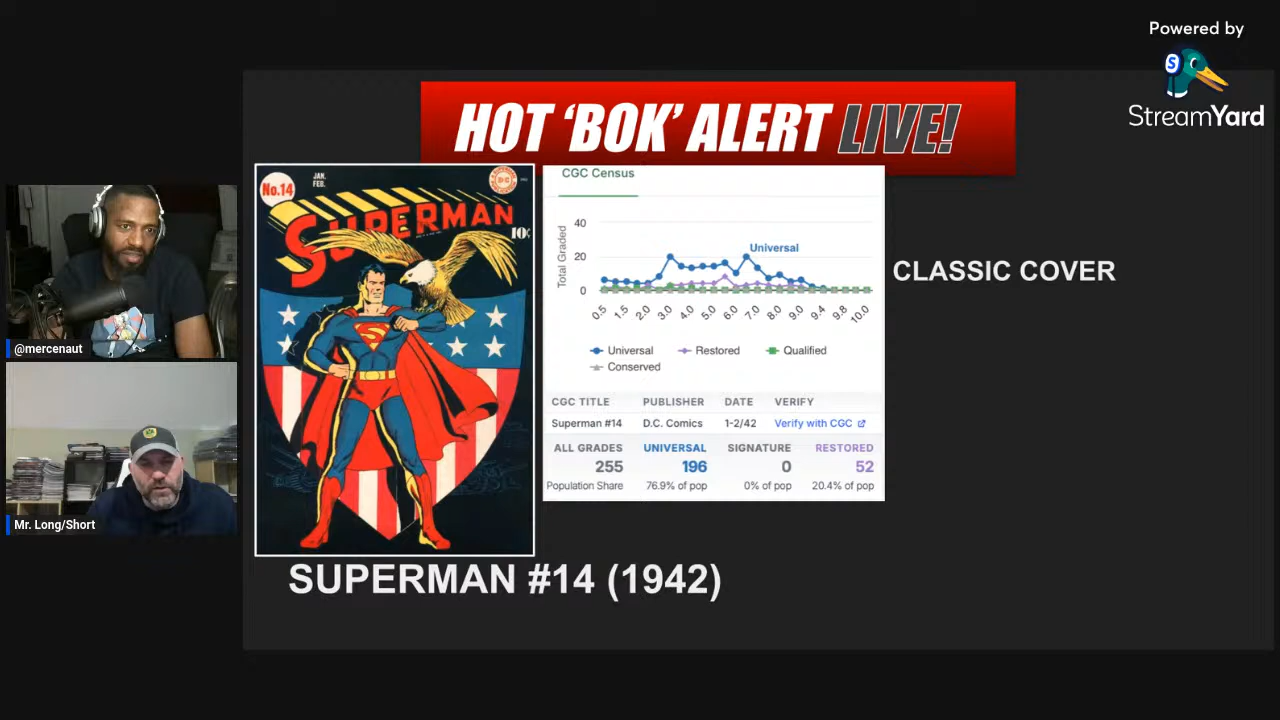 Powered by
StreamYard
HOT ‘BOK’ ALERT LIVE!
No.14
JAN.
FEB.
SUPERMAN
10¢
DC
CGC Census
Total Graded
40
20
0
Universal
0.5 1.5 2.0 3.0 4.0 5.0 6.0 7.0 8.0 9.0 9.4 10.0
Universal Restored Qualified
Conserved
CGC TITLE PUBLISHER DATE VERIFY
Superman #14 D.C. Comics 1-2/42 Verify with CGC
ALL GRADES UNIVERSAL SIGNATURE RESTORED
255 196 0 52
Population Share 76.9% of pop 0% of pop 20.4% of pop
CLASSIC COVER
SUPERMAN #14 (1942)
@mercenaut
Mr. Long/Short